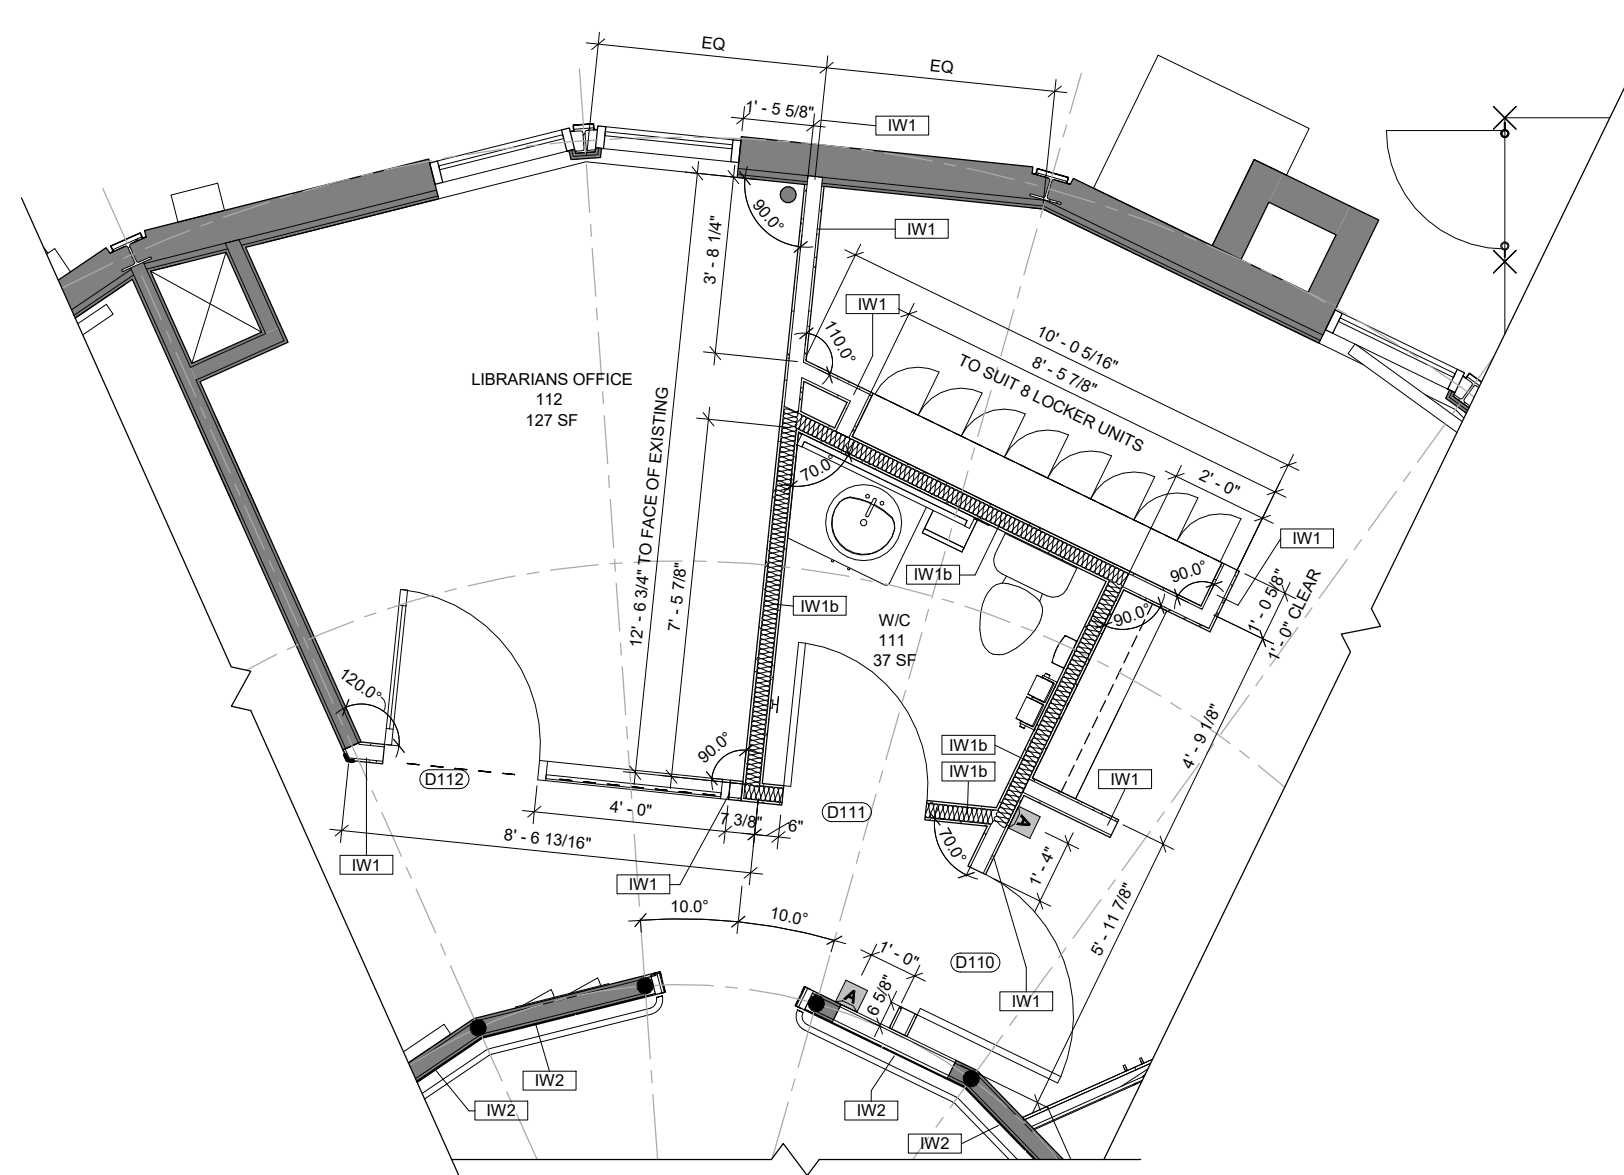 EQ
EQ
1' - 5 5/8"
IW1
90.0°
3' - 8 1/4"
IW1
IW1
110.0°
10' - 0 5/16"
8' - 5 7/8"
TO SUIT 8 LOCKER UNITS
LIBRARIANS OFFICE
112
127 SF
12' - 6 3/4" TO FACE OF EXISTING
7' - 5 7/8"
70.0°
2' - 0"
IW1
90.0°
1' - 0 5/8"
1' - 0" CLEAR
IW1b
IW1b
90.0°
W/C
111
37 SF
120.0°
90.0°
4' - 9 1/8"
IW1b
IW1b
IW1
D112
D111
4' - 0"
7 3/8"
6"
8' - 6 13/16"
A
70.0°
1' - 4"
IW1
IW1
10.0°
10.0°
5' - 11 7/8"
1' - 0"
D110
A
6 5/8"
IW1
IW2
IW2
IW2
IW2